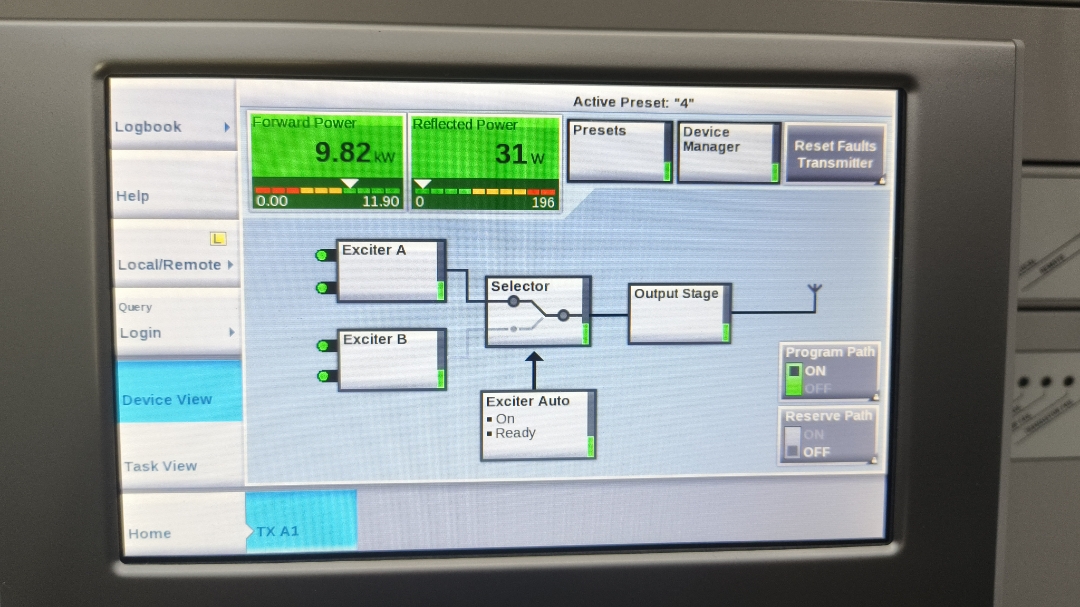 Active Preset: "4"
Logbook
Help
L
Local/Remote
Query
Login
Device View
Task View
Home
Forward Power
9.82 kW
0.00 11.90
Reflected Power
31 W
0 196
Presets
Device
Manager
Reset Faults
Transmitter
Exciter A
Exciter B
Selector
Output Stage
Exciter Auto
On
Ready
Program Path
ON
OFF
Reserve Path
ON
OFF
TX A1